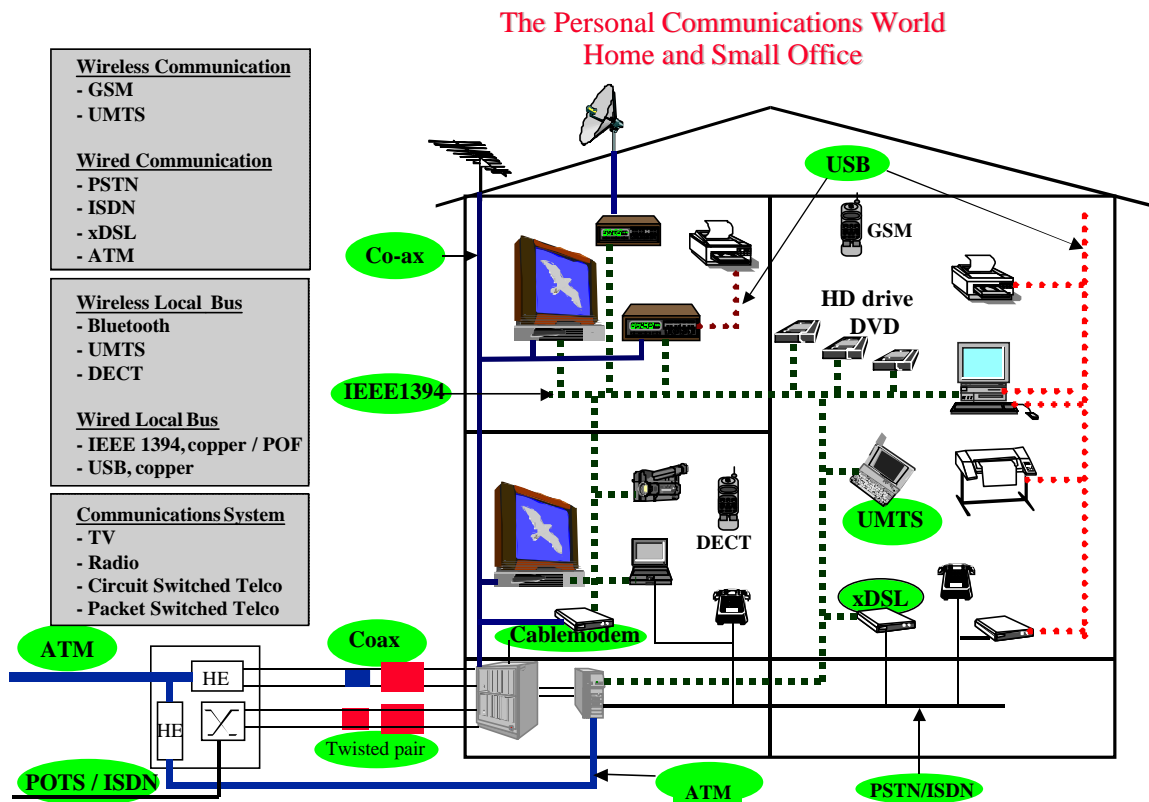 The Personal Communications World
Home and Small Office
Wireless Communication
- GSM
- UMTS
Wired Communication
- PSTN
- ISDN
- xDSL
- ATM
Wireless Local Bus
- Bluetooth
- UMTS
- DECT
Wired Local Bus
- IEEE 1394, copper / POF
- USB, copper
Communications System
- TV
- Radio
- Circuit Switched Telco
- Packet Switched Telco
USB
GSM
Co-ax
HD drive
DVD
IEEE1394
UMTS
DECT
xDSL
Cablemodem
Coax
ATM
HE
HE
Twisted pair
POTS / ISDN
ATM
PSTN/ISDN